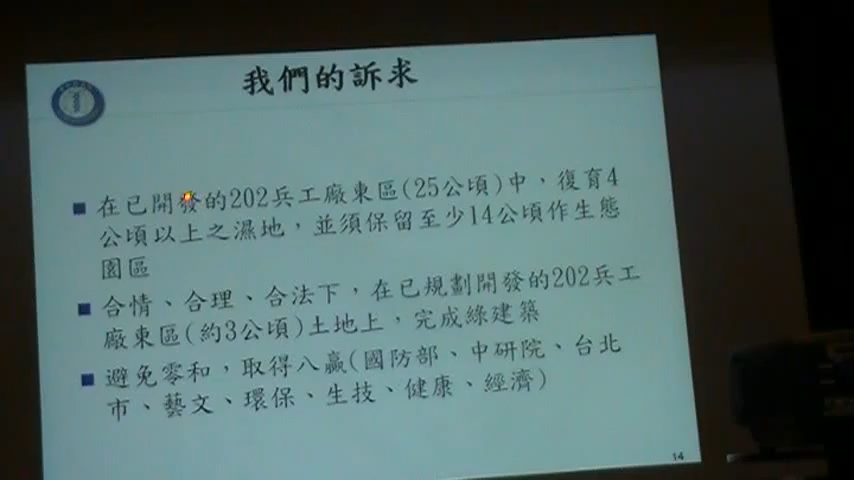 我們的訴求
在已開發的202兵工廠東區(25公頃)中，復育4
公頃以上之濕地，並須保留至少14公頃作生態
園區
合情、合理、合法下，在已規劃開發的202兵工
廠東區(約3公頃)土地上，完成綠建築
避免零和，取得八贏(國防部、中研院、台北
市、藝文、環保、生技、健康、經濟)
14